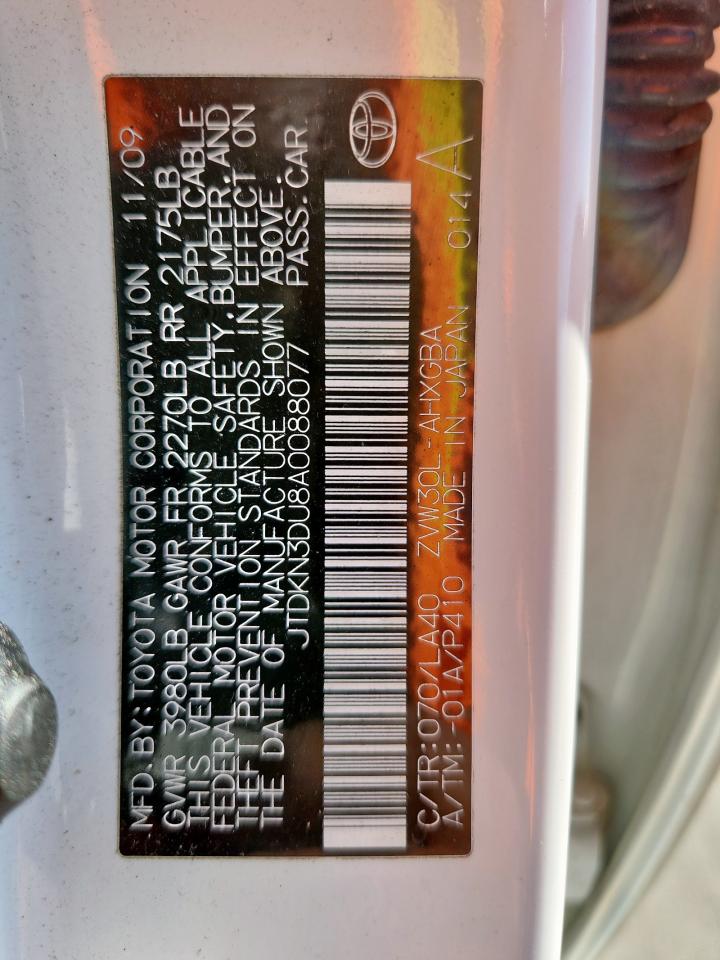 MFD. BY: TOYOTA MOTOR CORPORATION 11/09
GVWR 3980LB GAWR FR 2270LB RR 2175LB
THIS VEHICLE CONFORMS TO ALL APPLICABLE
FEDERAL MOTOR VEHICLE SAFETY, BUMPER, AND
THEFT PREVENTION STANDARDS IN EFFECT ON
THE DATE OF MANUFACTURE SHOWN ABOVE.
JTDKN3DU8A0088077 PASS. CAR
C/TR: 070/LA40 ZVW30L-AHXGBA
A/TM: -01A/P410 MADE IN JAPAN 014 A